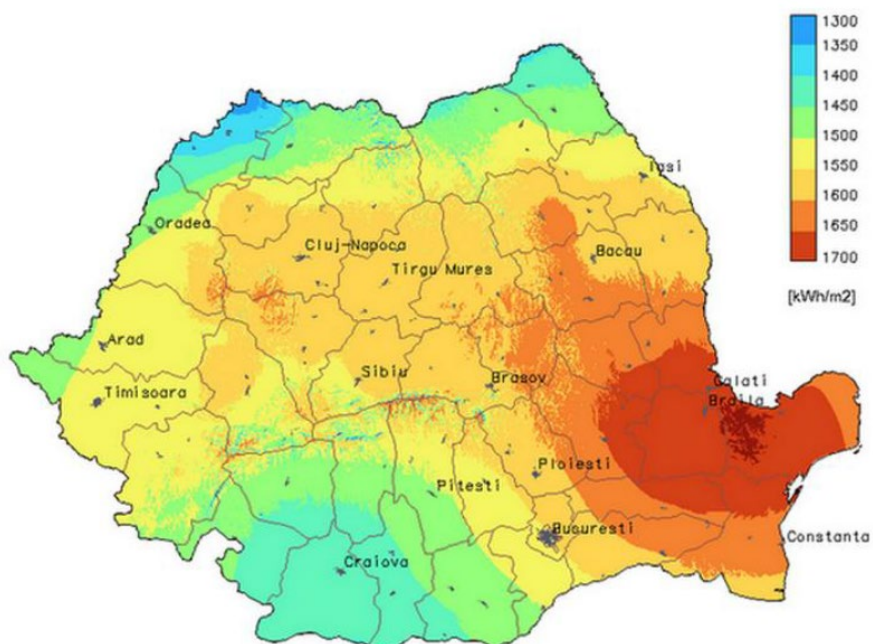 1300
1350
1400
1450
1500
1550
1600
1650
1700
[kWh/m2]
Iasi
Oradea
Cluj-Napoca
Bacau
Tirgu Mures
Arad
Sibiu
Brasov
Galati
Timisoara
Braila
Ploiesti
Pitesti
Busuresti
Constanta
Craiova